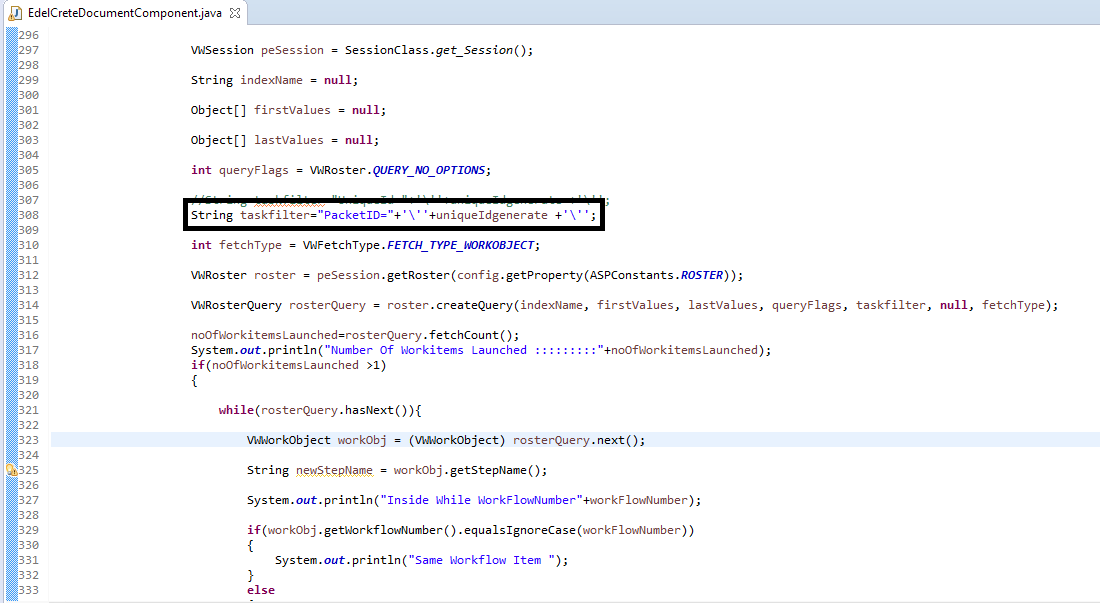 EdelCreteDocumentComponent.java
296
297 VWSession peSession = SessionClass.get_Session();
298
299 String indexName = null;
300
301 Object[] firstValues = null;
302
303 Object[] lastValues = null;
304
305 int queryFlags = VWRoster.QUERY_NO_OPTIONS;
306
307
308 String taskfilter="PacketID="+'\''+uniqueIdgenerate +'\'';
309
310 int fetchType = VWFetchType.FETCH_TYPE_WORKOBJECT;
311
312 VWRoster roster = peSession.getRoster(config.getProperty(ASPConstants.ROSTER));
313
314 VWRosterQuery rosterQuery = roster.createQuery(indexName, firstValues, lastValues, queryFlags, taskfilter, null, fetchType);
315
316 noOfWorkitemsLaunched=rosterQuery.fetchCount();
317 System.out.println("Number Of Workitems Launched :::::::::"+noOfWorkitemsLaunched);
318 if(noOfWorkitemsLaunched >1)
319 {
320
321 while(rosterQuery.hasNext()){
322
323 VWWorkObject workObj = (VWWorkObject) rosterQuery.next();
324
325 String newStepName = workObj.getStepName();
326
327 System.out.println("Inside While WorkFlowNumber"+workFlowNumber);
328
329 if(workObj.getWorkflowNumber().equalsIgnoreCase(workFlowNumber))
330 {
331 System.out.println("Same Workflow Item ");
332 }
333 else